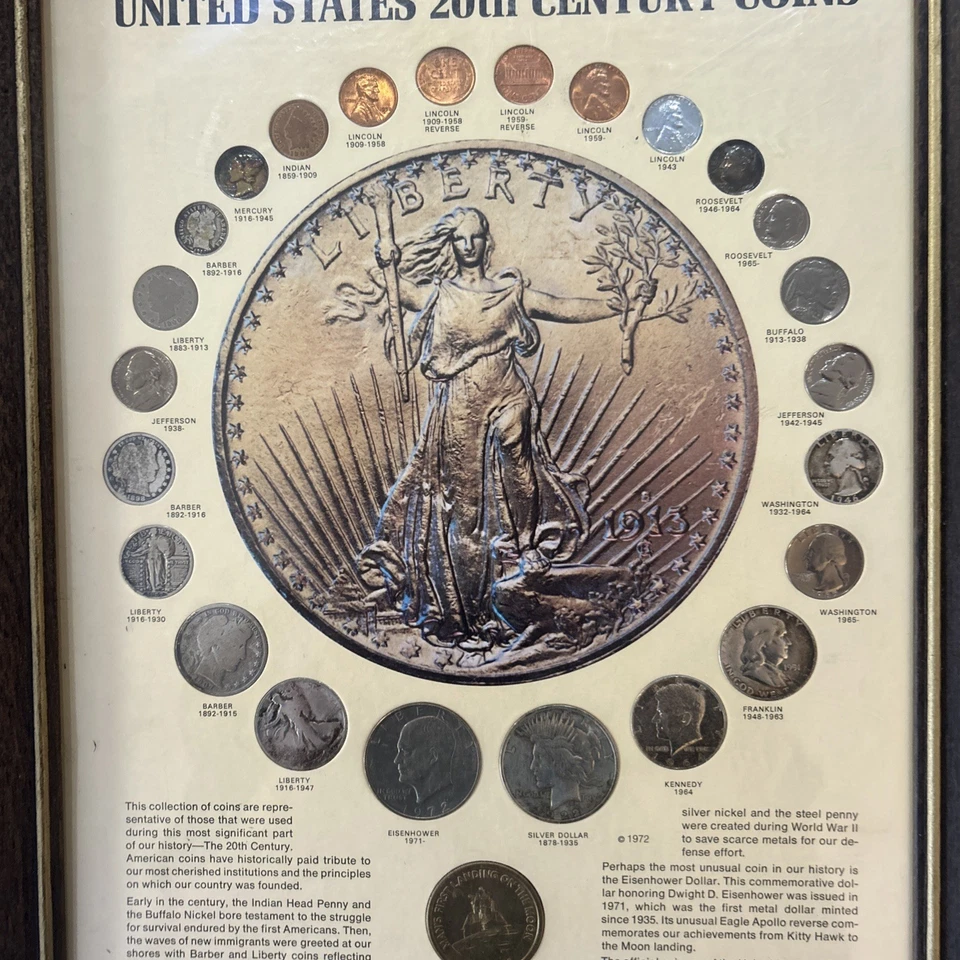 UNITED STATES 20th CENTURY COINS
LINCOLN
1909-1958
LINCOLN
1909-1958
REVERSE
LINCOLN
1959-
REVERSE
LINCOLN
1959-
LINCOLN
1943
INDIAN
1859-1909
MERCURY
1916-1945
ROOSEVELT
1946-1964
BARBER
1892-1916
ROOSEVELT
1965-
LIBERTY
1883-1913
BUFFALO
1913-1938
JEFFERSON
1938-
JEFFERSON
1942-1945
BARBER
1892-1916
WASHINGTON
1932-1964
LIBERTY
1916-1930
WASHINGTON
1965-
BARBER
1892-1915
FRANKLIN
1948-1963
LIBERTY
1916-1947
KENNEDY
1964
EISENHOWER
1971-
SILVER DOLLAR
1878-1935
© 1972
LIBERTY
1913
S
This collection of coins are repre-
sentative of those that were used
during this most significant part
of our history—The 20th Century.
American coins have historically paid tribute to
our most cherished institutions and the principles
on which our country was founded.
Early in the century, the Indian Head Penny and
the Buffalo Nickel bore testament to the struggle
for survival endured by the first Americans. Then,
the waves of new immigrants were greeted at our
shores with Barber and Liberty coins reflecting
MAN'S FIRST LANDING ON THE MOON
silver nickel and the steel penny
were created during World War II
to save scarce metals for our de-
fense effort.
Perhaps the most unusual coin in our history is
the Eisenhower Dollar. This commemorative dol-
lar honoring Dwight D. Eisenhower was issued in
1971, which was the first metal dollar minted
since 1935. Its unusual Eagle Apollo reverse com-
memorates our achievements from Kitty Hawk to
the Moon landing.